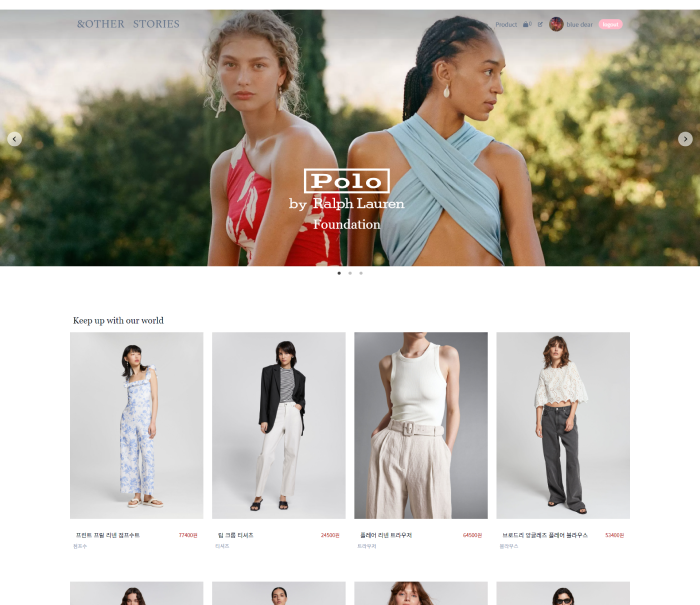 &OTHER STORIES
Product
0
blue dear
logout
Polo
by Ralph Lauren
Foundation
Keep up with our world
프린트 프릴 리넨 점프수트 77400원
점프수
립 크롭 티셔츠 24500원
티셔츠
플레어 리넨 트라우저 64500원
트라우저
브로드리 앙글레즈 플레어 블라우스 53400원
블라우스